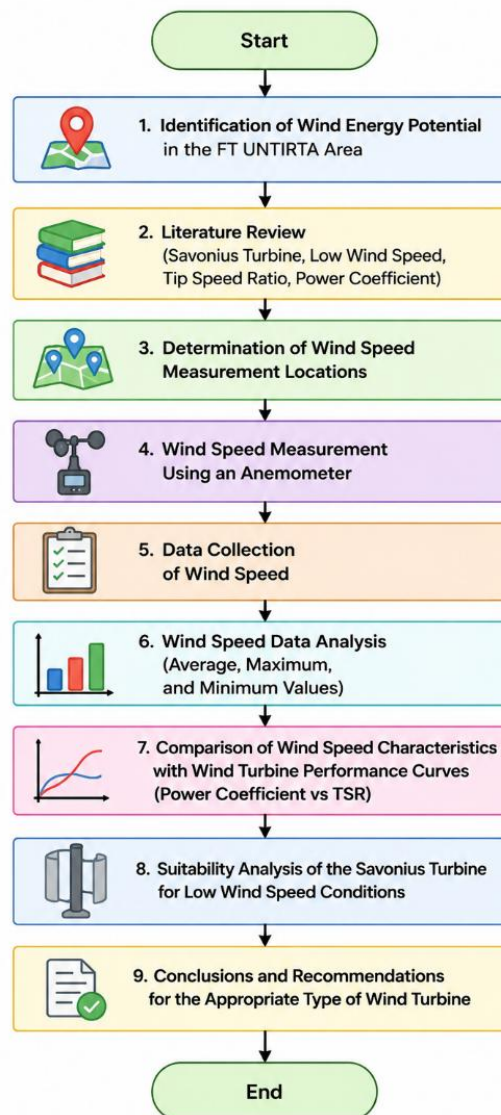 Start
1. Identification of Wind Energy Potential
in the FT UNTIRTA Area
2. Literature Review
(Savonius Turbine, Low Wind Speed,
Tip Speed Ratio, Power Coefficient)
3. Determination of Wind Speed
Measurement Locations
4. Wind Speed Measurement
Using an Anemometer
5. Data Collection
of Wind Speed
6. Wind Speed Data Analysis
(Average, Maximum,
and Minimum Values)
7. Comparison of Wind Speed Characteristics
with Wind Turbine Performance Curves
(Power Coefficient vs TSR)
8. Suitability Analysis of the Savonius Turbine
for Low Wind Speed Conditions
9. Conclusions and Recommendations
for the Appropriate Type of Wind Turbine
End